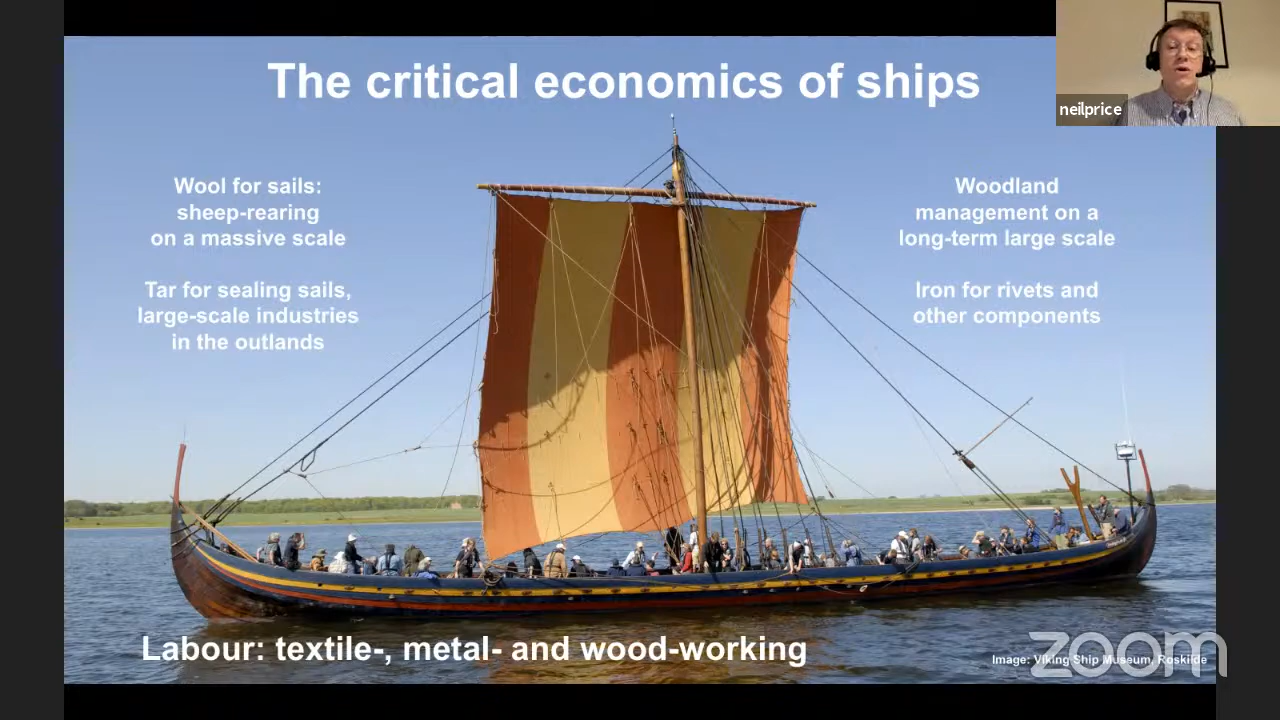 The critical economics of ships
neilprice
Wool for sails:
sheep-rearing
on a massive scale
Tar for sealing sails,
large-scale industries
in the outlands
Woodland
management on a
long-term large scale
Iron for rivets and
other components
Labour: textile-, metal- and wood-working
Image: Viking Ship Museum, Roskilde
zoom